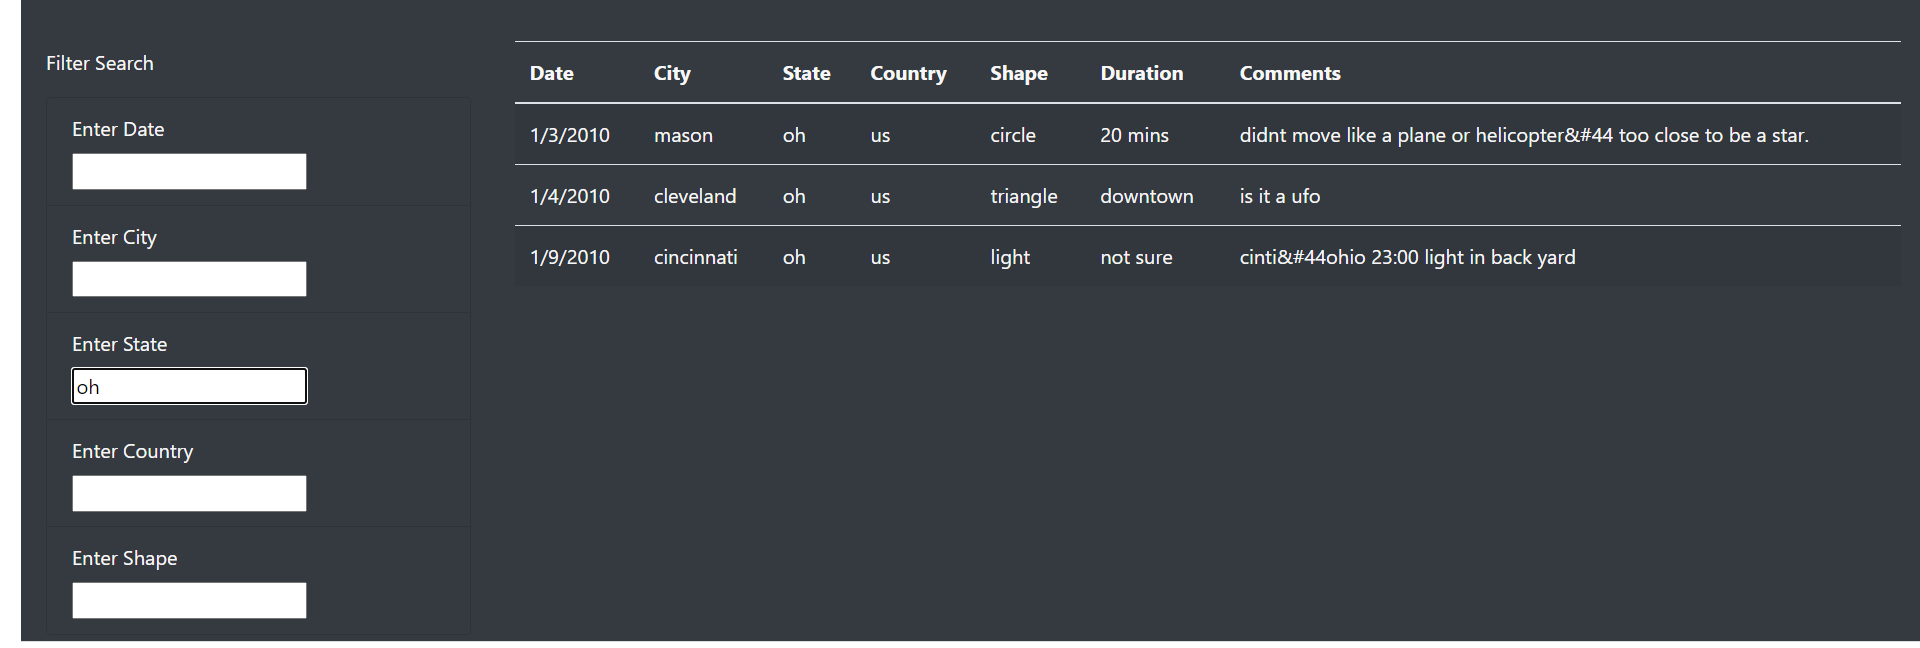 Filter Search
Enter Date
Enter City
Enter State
oh
Enter Country
Enter Shape
Date City State Country Shape Duration Comments
1/3/2010 mason oh us circle 20 mins didnt move like a plane or helicopter&#44 too close to be a star.
1/4/2010 cleveland oh us triangle downtown is it a ufo
1/9/2010 cincinnati oh us light not sure cinti&#44ohio 23:00 light in back yard